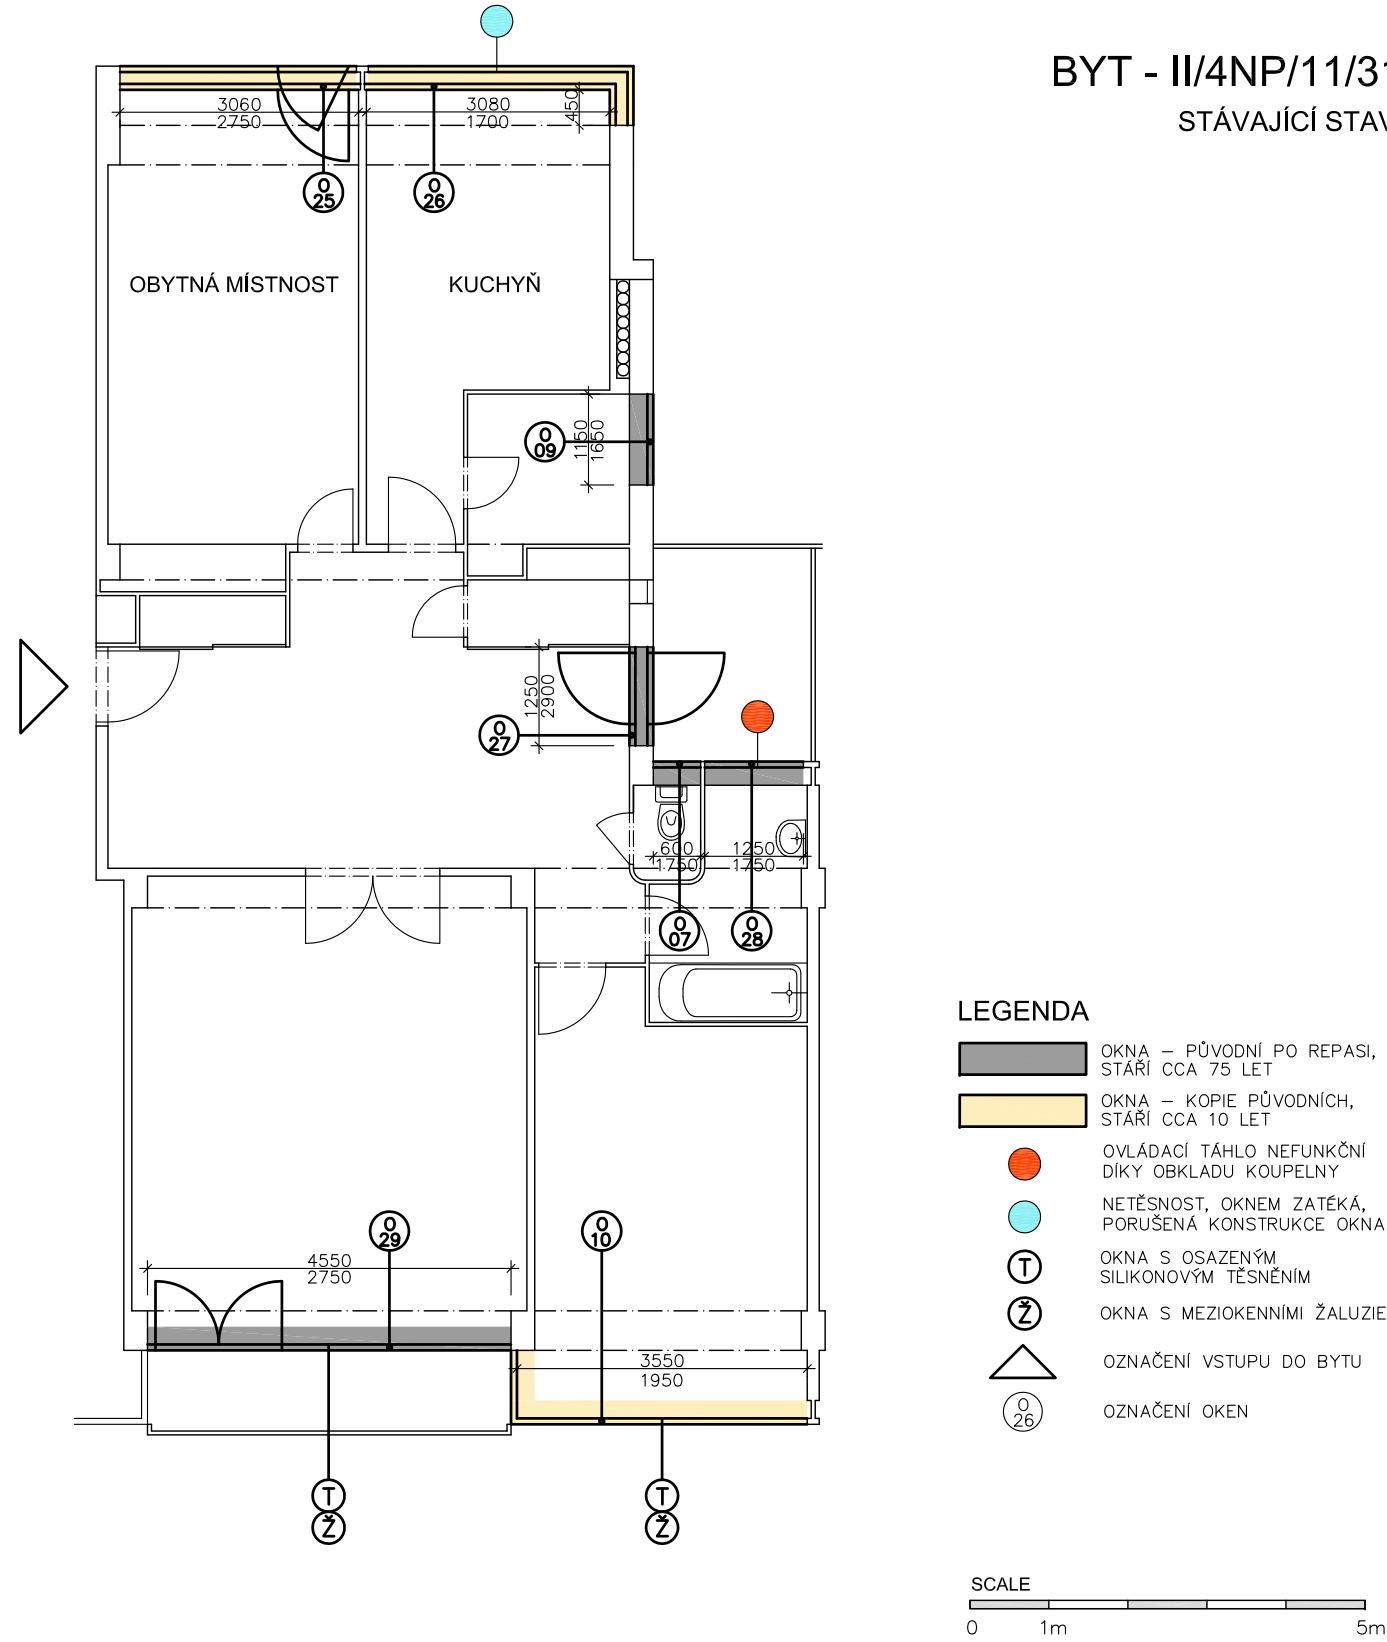 BYT - II/4NP/11/31
STÁVAJÍCÍ STAV
3060
2750
3080
1700
450
O
25
O
26
OBYTNÁ MÍSTNOST
KUCHYŇ
O
09
1150
1650
1250
2900
O
27
600
1750
1250
1750
O
07
O
28
O
29
O
10
4550
2750
3550
1950
T
Ž
T
Ž
LEGENDA
OKNA – PŮVODNÍ PO REPASI,
STÁŘÍ CCA 75 LET
OKNA – KOPIE PŮVODNÍCH,
STÁŘÍ CCA 10 LET
OVLÁDACÍ TÁHLO NEFUNKČNÍ
DÍKY OBKLADU KOUPELNY
NETĚSNOST, OKNEM ZATÉKÁ,
PORUŠENÁ KONSTRUKCE OKNA
T
OKNA S OSAZENÝM
SILIKONOVÝM TĚSNĚNÍM
Ž
OKNA S MEZIOKENNÍMI ŽALUZIE
OZNAČENÍ VSTUPU DO BYTU
O
26
OZNAČENÍ OKEN
SCALE
0 1m 5m